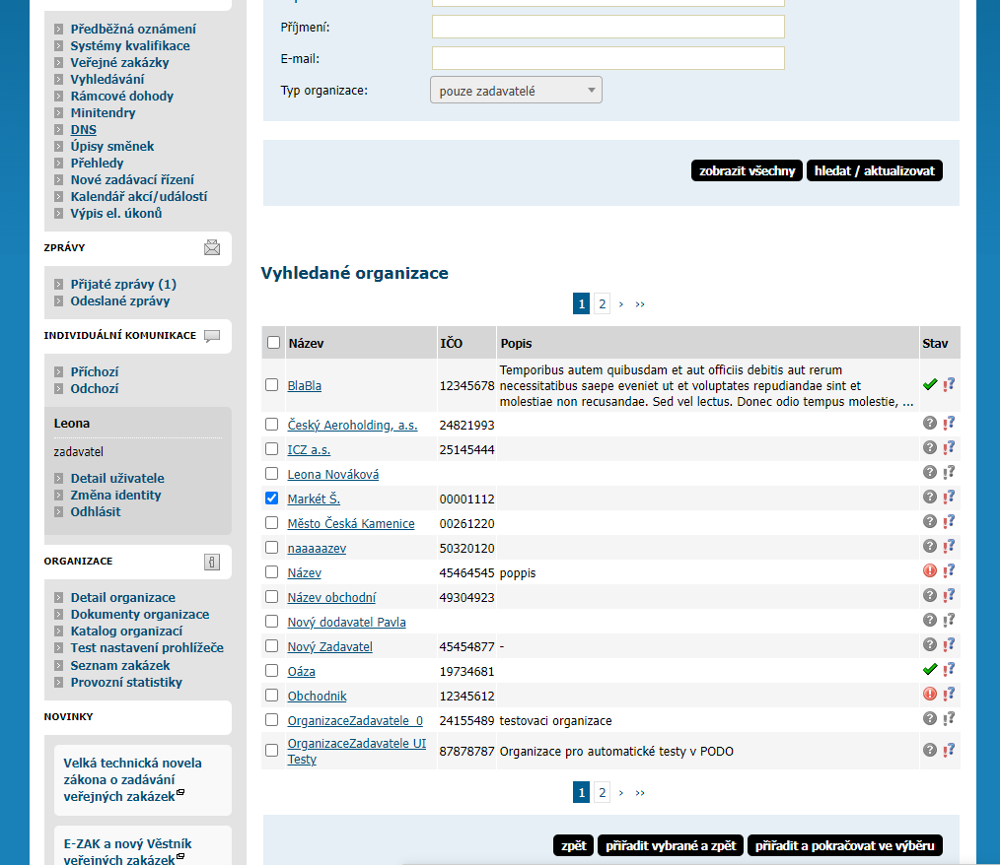 Předběžná oznámení
Systémy kvalifikace
Veřejné zakázky
Vyhledávání
Rámcové dohody
Minitendry
DNS
Úpisy směnek
Přehledy
Nové zadávací řízení
Kalendář akcí/událostí
Výpis el. úkonů
ZPRÁVY
Přijaté zprávy (1)
Odeslané zprávy
INDIVIDUÁLNÍ KOMUNIKACE
Příchozí
Odchozí
Leona
zadavatel
Detail uživatele
Změna identity
Odhlásit
ORGANIZACE
Detail organizace
Dokumenty organizace
Katalog organizací
Test nastavení prohlížeče
Seznam zakázek
Provozní statistiky
NOVINKY
Velká technická novela
zákona o zadávání
veřejných zakázek
E-ZAK a nový Věstník
veřejných zakázek
Příjmení:
E-mail:
Typ organizace: pouze zadavatelé
zobrazit všechny hledat / aktualizovat
Vyhledané organizace
1 2 › ››
Název IČO Popis Stav
BlaBla 12345678 Temporibus autem quibusdam et aut officiis debitis aut rerum
necessitatibus saepe eveniet ut et voluptates repudiandae sint et
molestiae non recusandae. Sed vel lectus. Donec odio tempus molestie, ...
Český Aeroholding, a.s. 24821993
ICZ a.s. 25145444
Leona Nováková
Markét Š. 00001112
Město Česká Kamenice 00261220
naaaaazev 50320120
Název 45464545 poppis
Název obchodní 49304923
Nový dodavatel Pavla
Nový Zadavatel 45454877 -
Oáza 19734681
Obchodnik 12345612
OrganizaceZadavatele_0 24155489 testovaci organizace
OrganizaceZadavatele UI
Testy 87878787 Organizace pro automatické testy v PODO
1 2 › ››
zpět přiřadit vybrané a zpět přiřadit a pokračovat ve výběru